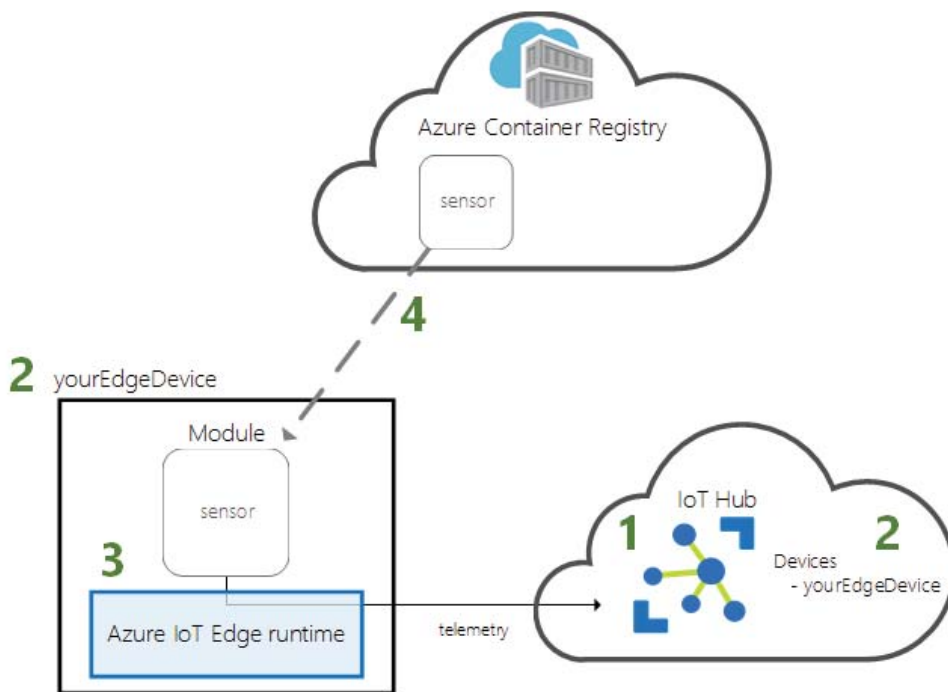 Azure Container Registry
sensor
4
2 yourEdgeDevice
Module
sensor
3
Azure IoT Edge runtime
telemetry
IoT Hub
1
2
Devices
- yourEdgeDevice